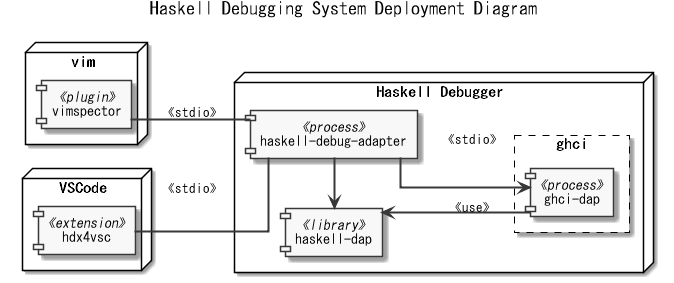 Haskell Debugging System Deployment Diagram
vim
《plugin》
vimspector
《stdio》
Haskell Debugger
《process》
haskell-debug-adapter
《stdio》
ghci
《process》
ghci-dap
《use》
VSCode
《extension》
hdx4vsc
《stdio》
《library》
haskell-dap